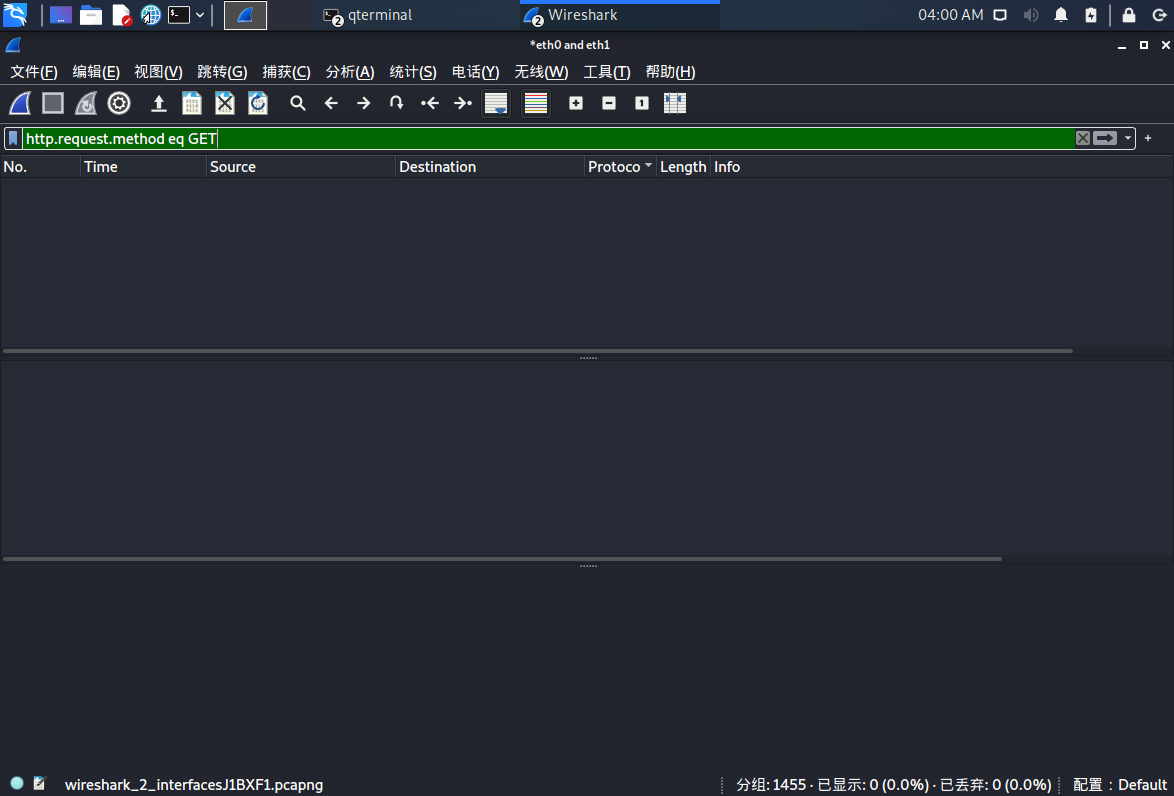 2 qterminal 2 Wireshark 04:00 AM
*eth0 and eth1
文件(F) 编辑(E) 视图(V) 跳转(G) 捕获(C) 分析(A) 统计(S) 电话(Y) 无线(W) 工具(T) 帮助(H)
http.request.method eq GET
No. Time Source Destination Protoco Length Info
wireshark_2_interfacesJ1BXF1.pcapng 分组: 1455 · 已显示: 0 (0.0%) · 已丢弃: 0 (0.0%) 配置：Default